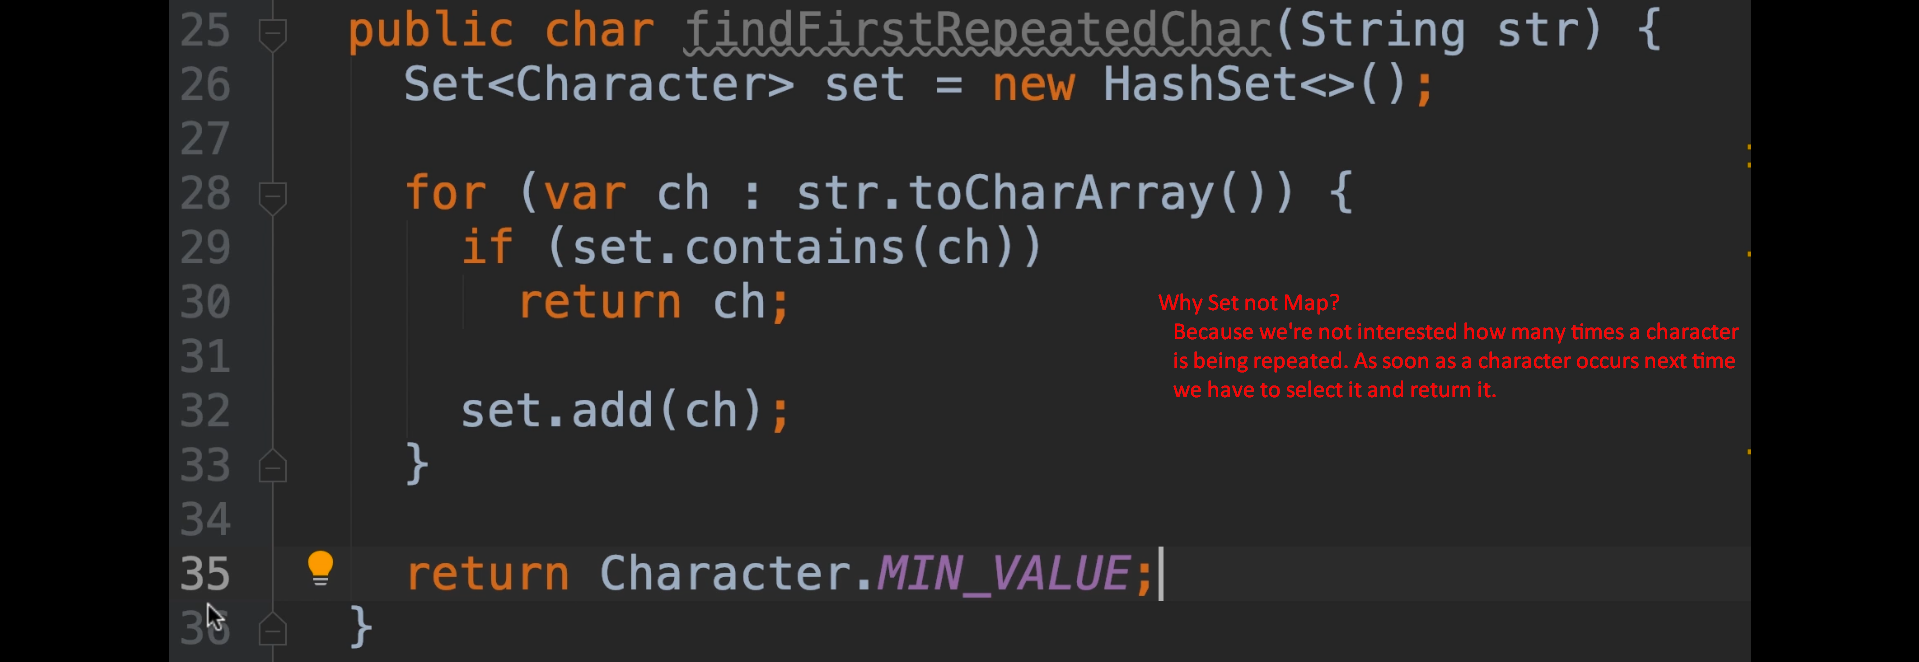 25 public char findFirstRepeatedChar(String str) {
26 Set<Character> set = new HashSet<>();
27
28 for (var ch : str.toCharArray()) {
29 if (set.contains(ch))
30 return ch;
31
32 set.add(ch);
33 }
34
35 return Character.MIN_VALUE;
36 }
Why Set not Map?
Because we're not interested how many times a character
is being repeated. As soon as a character occurs next time
we have to select it and return it.